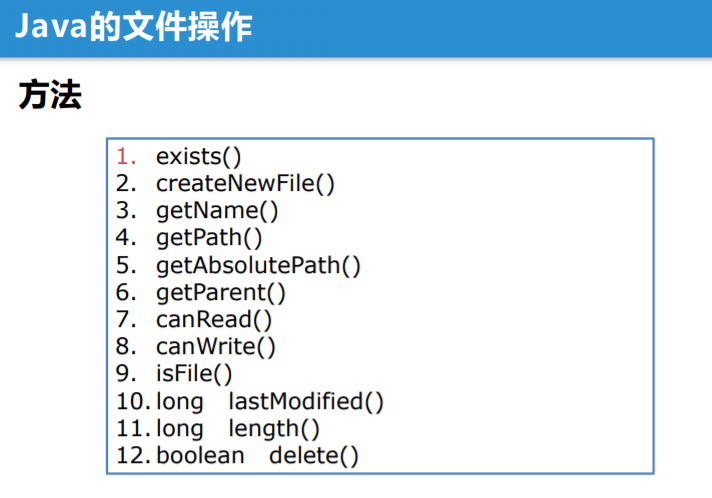 Java的文件操作
方法
1. exists()
2. createNewFile()
3. getName()
4. getPath()
5. getAbsolutePath()
6. getParent()
7. canRead()
8. canWrite()
9. isFile()
10. long lastModified()
11. long length()
12. boolean delete()